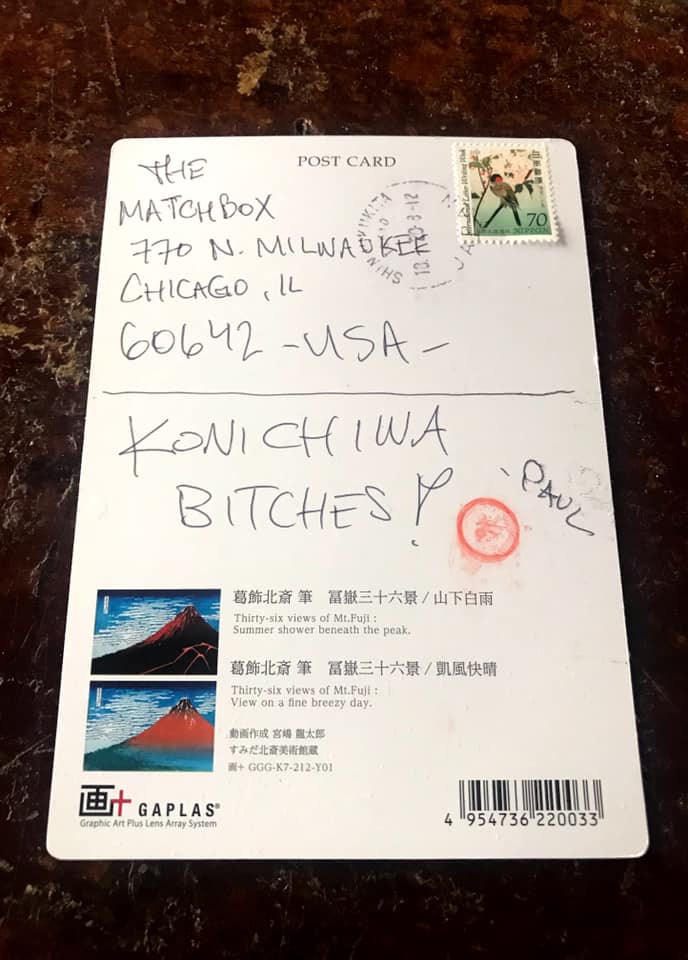 POST CARD
THE
MATCHBOX
770 N. MILWAUKEE
CHICAGO, IL
60642 -USA-
70
NIPPON
KONICHIWA
BITCHES!
-PAUL
葛飾北斎 筆 冨嶽三十六景 / 山下白雨
Thirty-six views of Mt.Fuji :
Summer shower beneath the peak.
葛飾北斎 筆 冨嶽三十六景 / 凱風快晴
Thirty-six views of Mt.Fuji :
View on a fine breezy day.
動画作成 宮嶋 龍太郎
すみだ北斎美術館蔵
画+ GGG-K7-212-Y01
画+ GAPLAS®
Graphic Art Plus Lens Array System
4 954736 220033